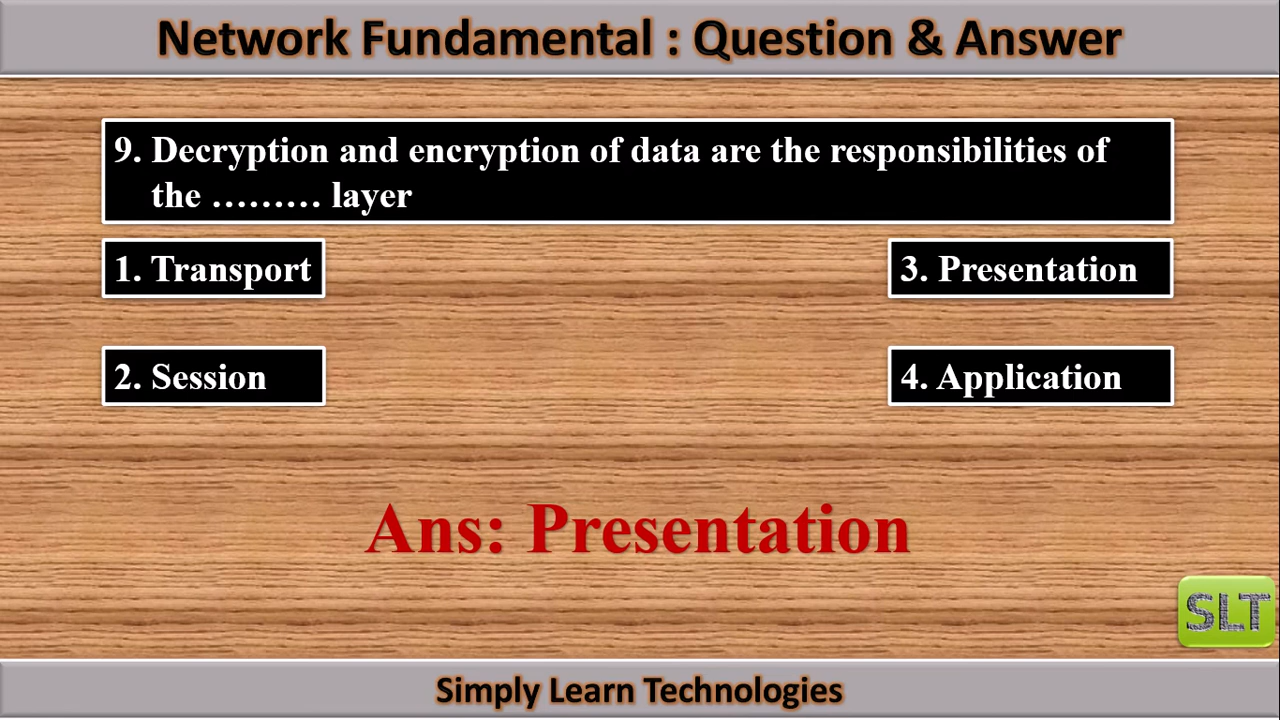 Network Fundamental : Question & Answer
9. Decryption and encryption of data are the responsibilities of
the ……… layer
1. Transport
3. Presentation
2. Session
4. Application
Ans: Presentation
SLT
Simply Learn Technologies